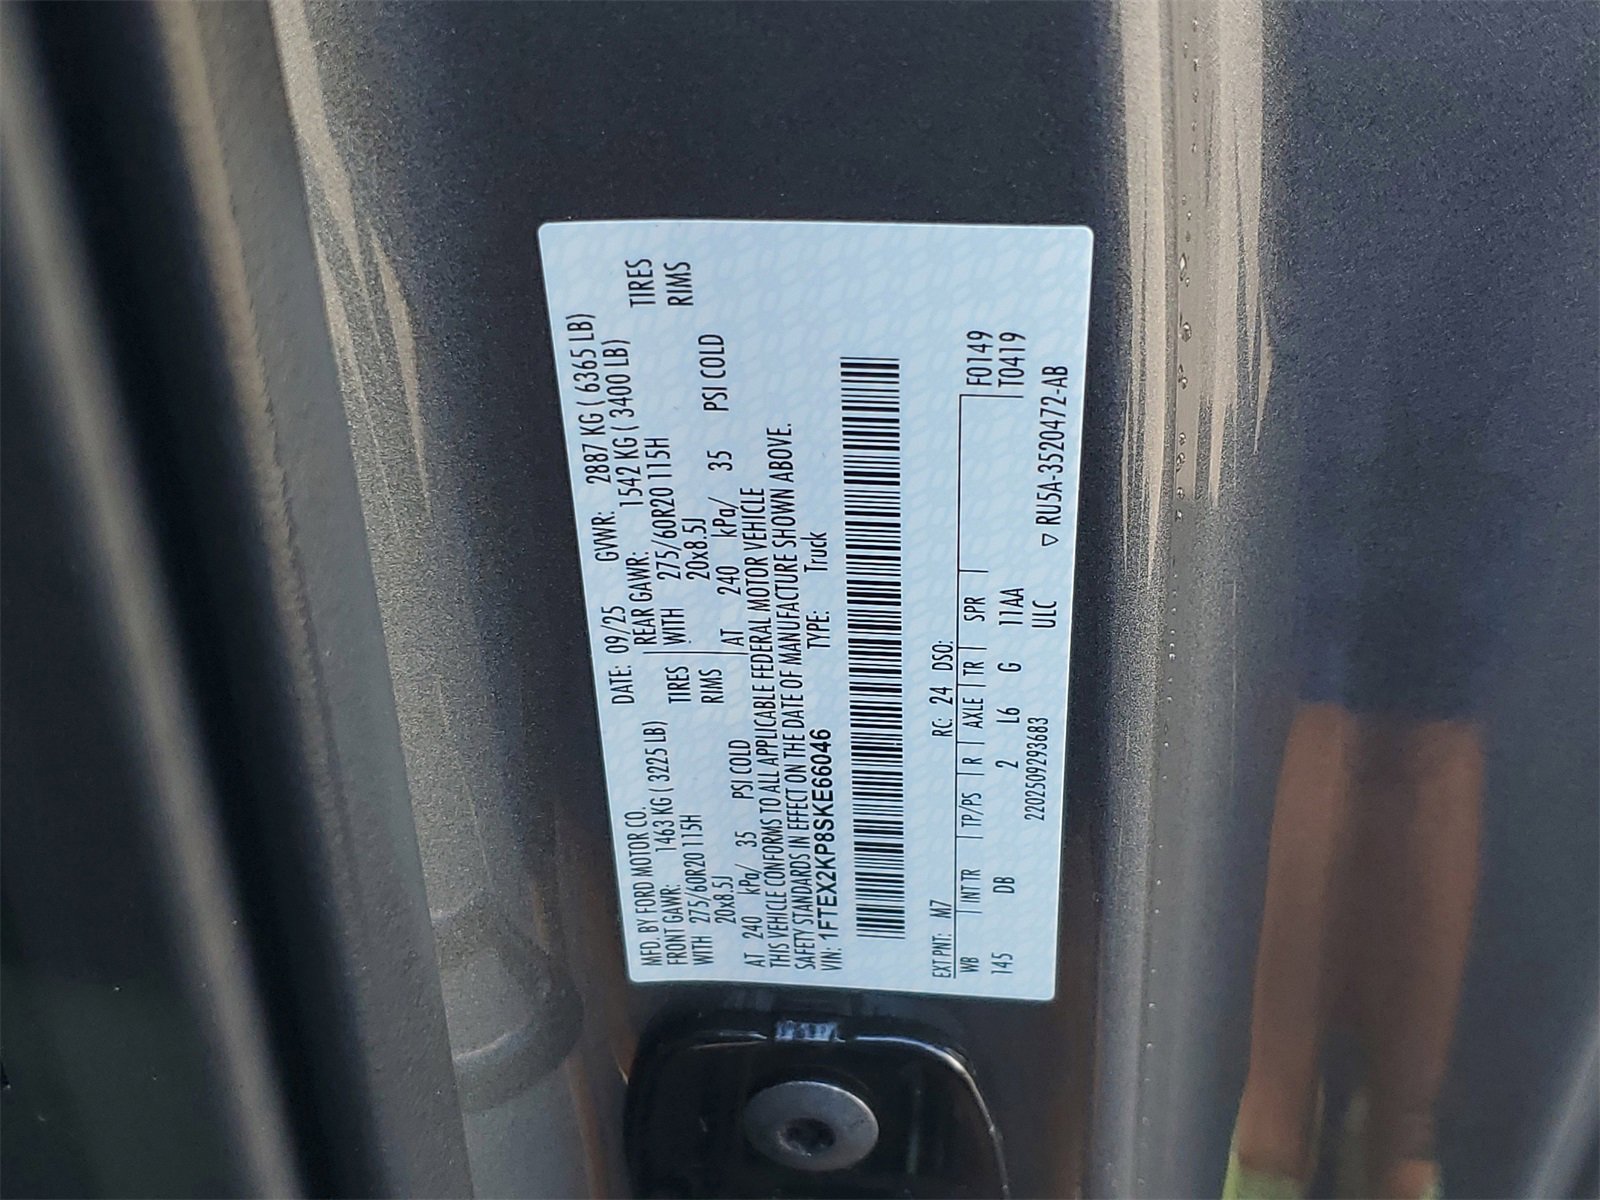 MFD. BY FORD MOTOR CO.
DATE: 09/25 GVWR: 2887 KG ( 6365 LB)
FRONT GAWR: 1463 KG ( 3225 LB) REAR GAWR: 1542 KG ( 3400 LB)
WITH 275/60R20 115H TIRES WITH 275/60R20 115H TIRES
20x8.5J RIMS 20x8.5J RIMS
AT 240 kPa/ 35 PSI COLD AT 240 kPa/ 35 PSI COLD
THIS VEHICLE CONFORMS TO ALL APPLICABLE FEDERAL MOTOR VEHICLE
SAFETY STANDARDS IN EFFECT ON THE DATE OF MANUFACTURE SHOWN ABOVE.
VIN: 1FTEX2KP8SKE66046 TYPE: Truck
EXT PNT: M7 RC: 24 DSO:
WB INT TR TP/PS R AXLE TR SPR F0149
145 DB 2 L6 G 11AA T0419
2202509293683 ULC ▽ RU5A-3520472-AB